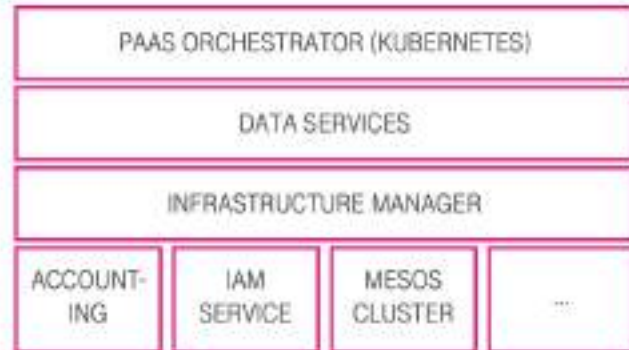 PAAS ORCHESTRATOR (KUBERNETES)
DATA SERVICES
INFRASTRUCTURE MANAGER
ACCOUNT-
ING
IAM
SERVICE
MESOS
CLUSTER
...